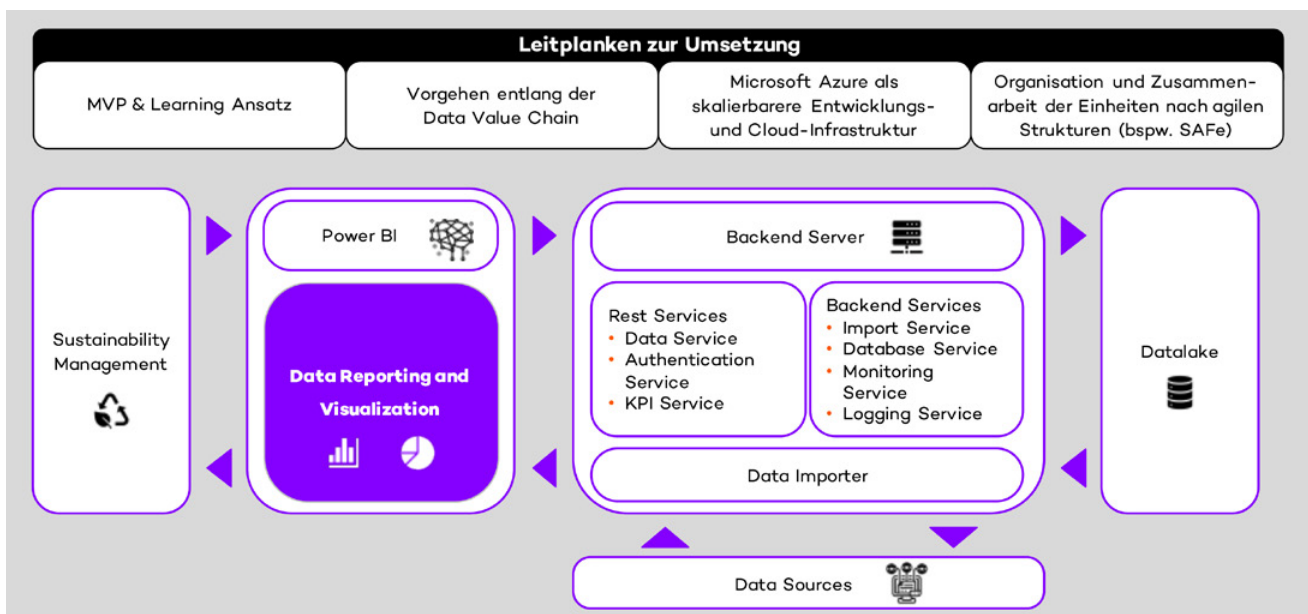 Leitplanken zur Umsetzung
MVP & Learning Ansatz
Vorgehen entlang der
Data Value Chain
Microsoft Azure als
skalierbarere Entwicklungs-
und Cloud-Infrastruktur
Organisation und Zusammen-
arbeit der Einheiten nach agilen
Strukturen (bspw. SAFe)
Sustainability
Management
Power BI
Data Reporting and
Visualization
Backend Server
Rest Services
• Data Service
• Authentication
Service
• KPI Service
Backend Services
• Import Service
• Database Service
• Monitoring
Service
• Logging Service
Data Importer
Datalake
Data Sources